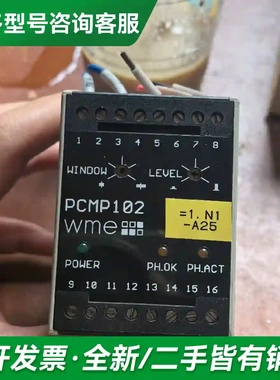 多型号咨询客服
1 2 3 4 5 6 7 8
WINDOW LEVEL
PCMP102
wme
=1.N1
-A25
POWER PH.OK PH.ACT
9 10 11 12 13 14 15 16
开发票·全新/二手皆有